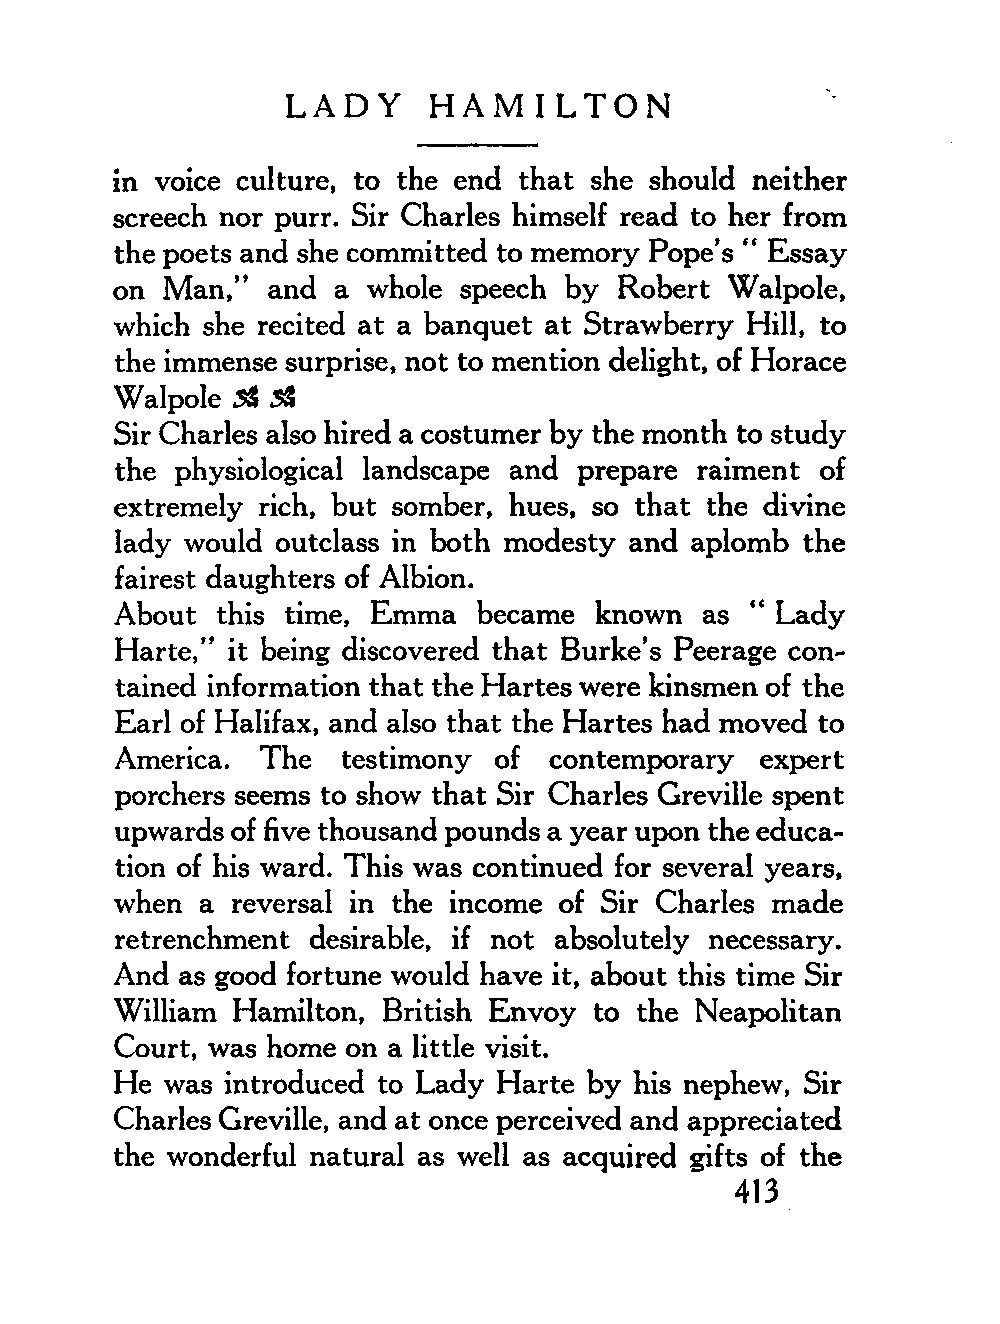 LADY HAMILTON
in voice culture, to the end that she should neither
screech nor purr. Sir Charles himself read to her from
the poets and she committed to memory Pope's " Essay
on Man," and a whole speech by Robert Walpole,
which she recited at a banquet at Strawberry Hill, to
the immense surprise, not to mention delight, of Horace
Walpole
Sir Charles also hired a costumer by the month to study
the physiological landscape and prepare raiment of
extremely rich, but somber, hues, so that the divine
lady would outclass in both modesty and aplomb the
fairest daughters of Albion.
About this time, Emma became known as " Lady
Harte," it being discovered that Burke's Peerage con-
tained information that the Hartes were kinsmen of the
Earl of Halifax, and also that the Hartes had moved to
America. The testimony of contemporary expert
porchers seems to show that Sir Charles Greville spent
upwards of five thousand pounds a year upon the educa-
tion of his ward. This was continued for several years,
when a reversal in the income of Sir Charles made
retrenchment desirable, if not absolutely necessary.
And as good fortune would have it, about this time Sir
William Hamilton, British Envoy to the Neapolitan
Court, was home on a little visit.
He was introduced to Lady Harte by his nephew, Sir
Charles Greville, and at once perceived and appreciated
the wonderful natural as well as acquired gifts of the
413